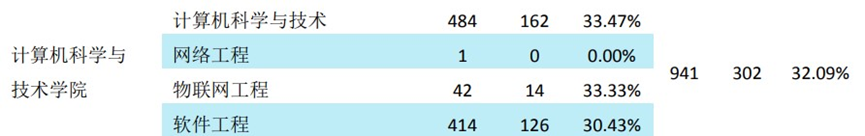 计算机科学与技术 484 162 33.47%
计算机科学与
网络工程 1 0 0.00%
941 302 32.09%
技术学院
物联网工程 42 14 33.33%
软件工程 414 126 30.43%